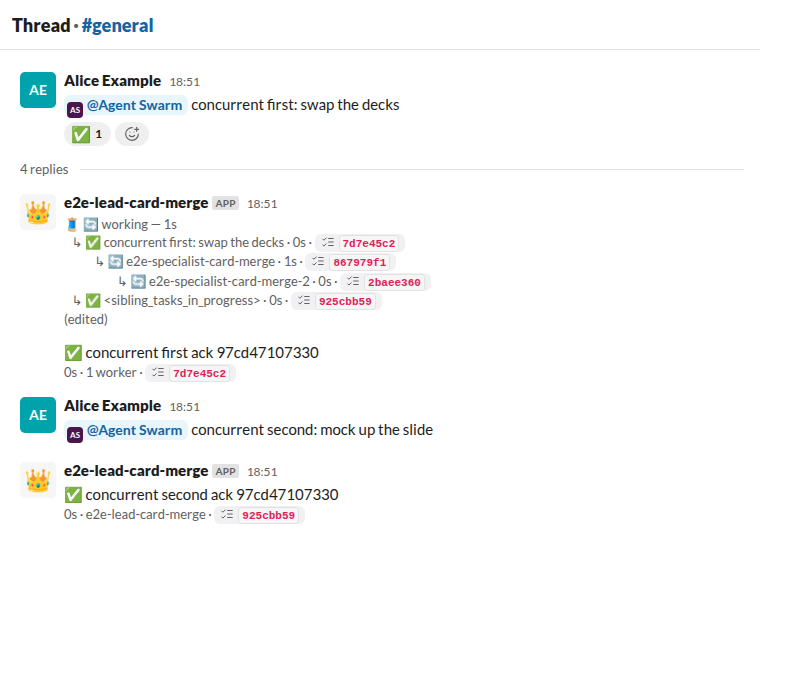 Thread · #general
AE
Alice Example 18:51
AS @Agent Swarm concurrent first: swap the decks
✅ 1
4 replies
e2e-lead-card-merge APP 18:51
🧵 🔄 working — 1s
↳ ✅ concurrent first: swap the decks · 0s · 7d7e45c2
↳ 🔄 e2e-specialist-card-merge · 1s · 867979f1
↳ 🔄 e2e-specialist-card-merge-2 · 0s · 2baee360
↳ ✅ <sibling_tasks_in_progress> · 0s · 925cbb59
(edited)
✅ concurrent first ack 97cd47107330
0s · 1 worker · 7d7e45c2
AE
Alice Example 18:51
AS @Agent Swarm concurrent second: mock up the slide
e2e-lead-card-merge APP 18:51
✅ concurrent second ack 97cd47107330
0s · e2e-lead-card-merge · 925cbb59